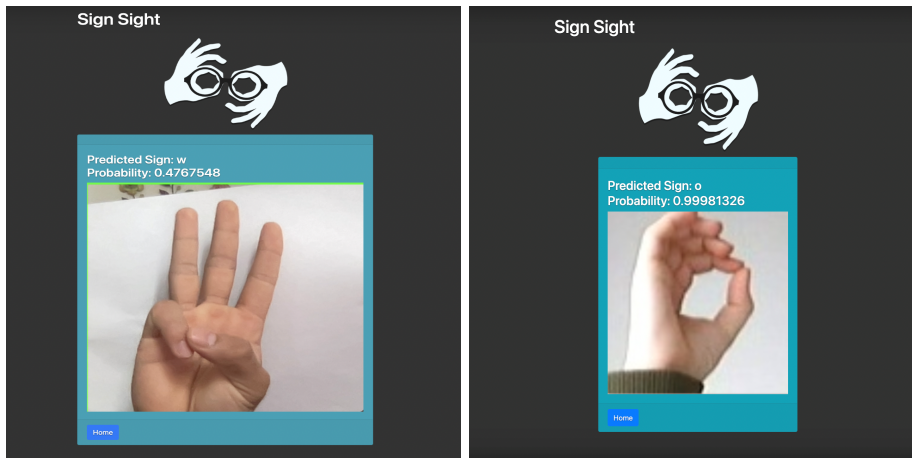 Sign Sight
Predicted Sign: w
Probability: 0.4767548
Home
Sign Sight
Predicted Sign: o
Probability: 0.99981326
Home